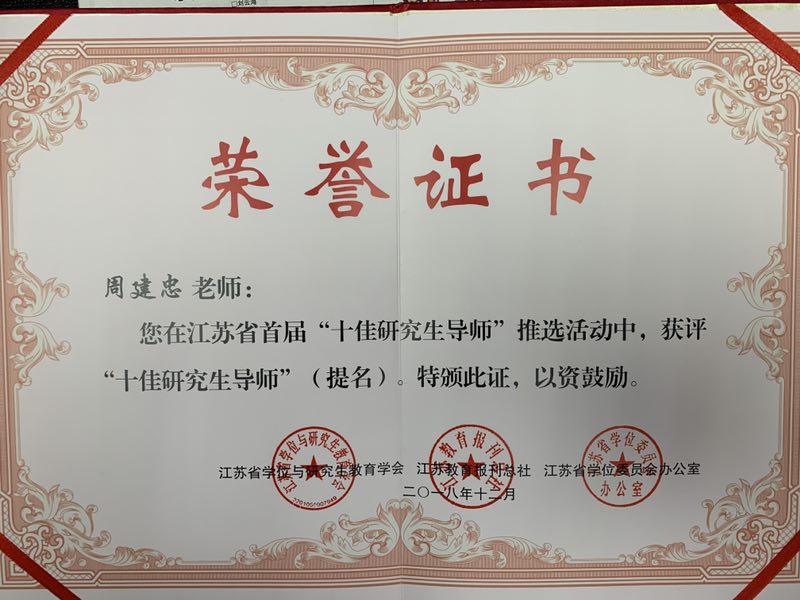 荣誉证书
周建忠 老师：
您在江苏省首届“十佳研究生导师”推选活动中，获评
“十佳研究生导师”（提名）。特颁此证，以资鼓励。
江苏省学位与研究生教育学会 江苏教育报刊总社 江苏省学位委员会办公室
二〇一八年十二月